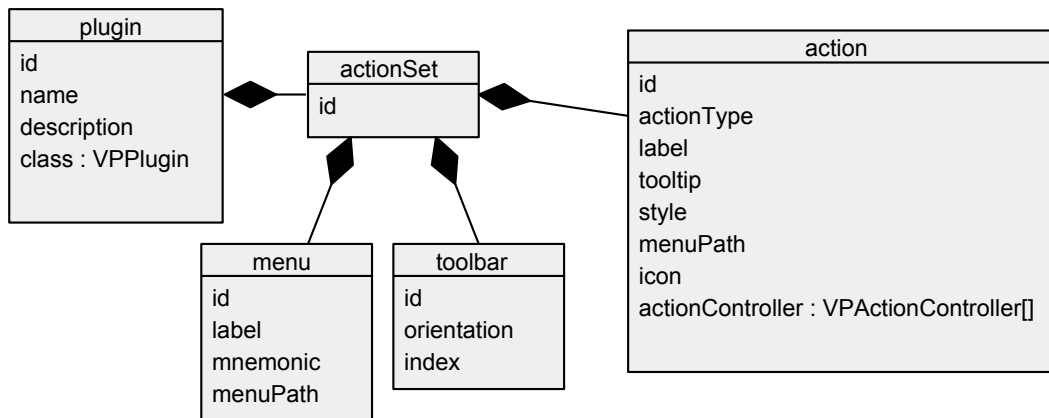 plugin
id
name
description
class : VPPlugin
actionSet
id
action
id
actionType
label
tooltip
style
menuPath
icon
actionController : VPActionController[]
menu
id
label
mnemonic
menuPath
toolbar
id
orientation
index